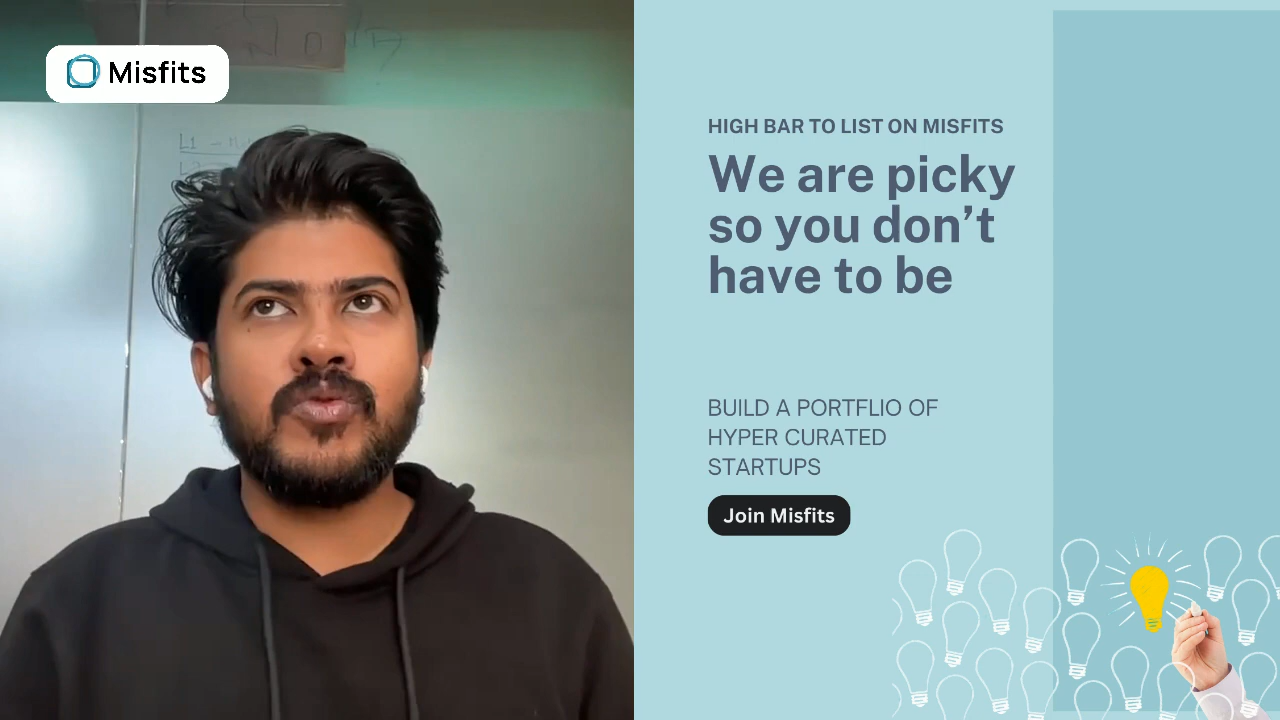 Misfits
L1 -
HIGH BAR TO LIST ON MISFITS
We are picky
so you don’t
have to be
BUILD A PORTFLIO OF
HYPER CURATED
STARTUPS
Join Misfits